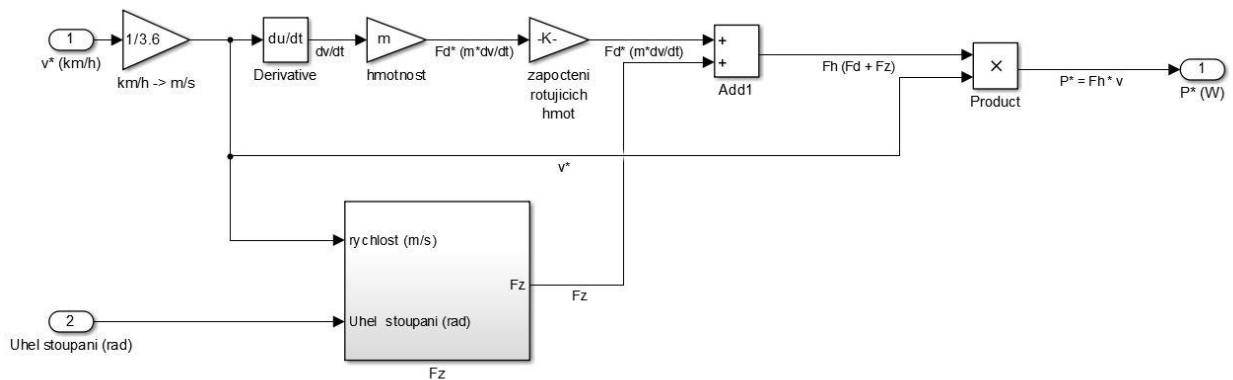 1
v* (km/h)
1/3.6
km/h -> m/s
du/dt
Derivative
dv/dt
m
hmotnost
Fd* (m*dv/dt)
-K-
zapocteni
rotujicich
hmot
Fd* (m*dv/dt)
+
+
Add1
Fh (Fd + Fz)
×
Product
P* = Fh* v
1
P* (W)
v*
rychlost (m/s)
Fz
Uhel stoupani (rad)
Fz
Fz
2
Uhel stoupani (rad)